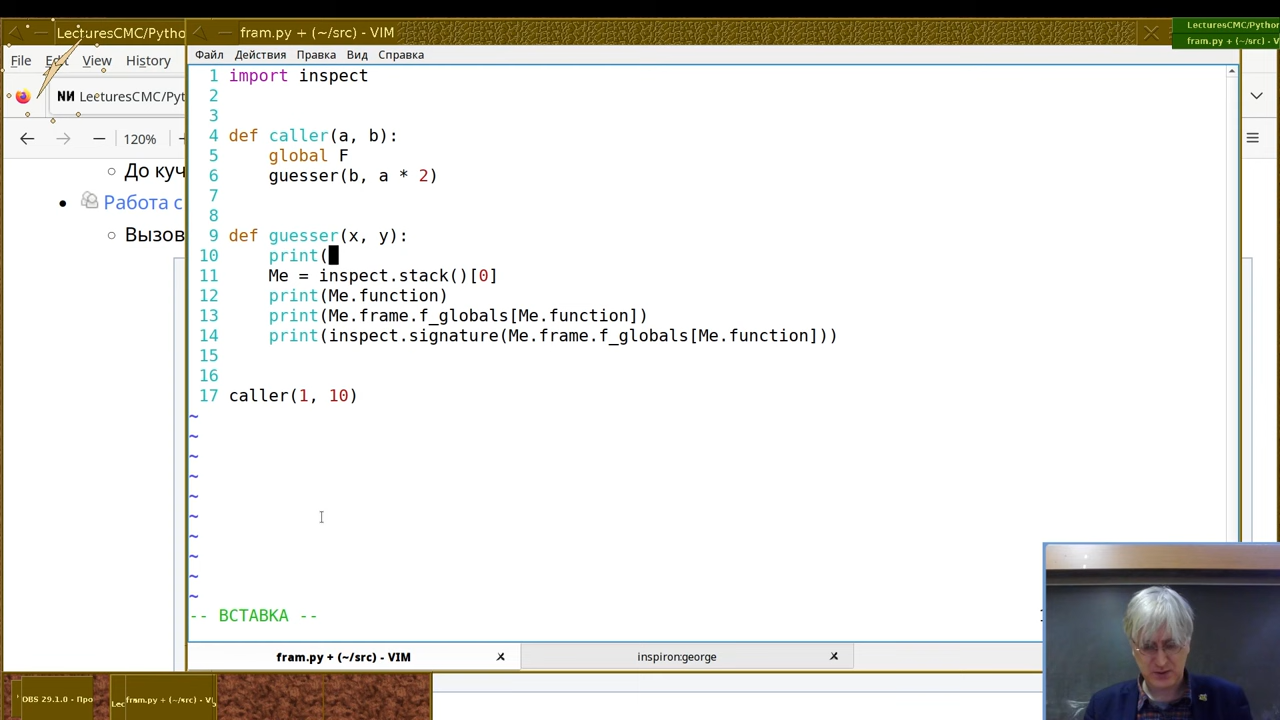 LecturesCMC/Pytho
fram.py + (~/src) - VIM
LecturesCMC/Python
fram.py + (~/src) - V
File
View
History
Файл
Действия
Правка
Вид
Справка
LecturesCMC/Pyt
120%
До куч
Работа с
Вызов
1 import inspect
2
3
4 def caller(a, b):
5     global F
6     guesser(b, a * 2)
7
8
9 def guesser(x, y):
10     print(
11     Me = inspect.stack()[0]
12     print(Me.function)
13     print(Me.frame.f_globals[Me.function])
14     print(inspect.signature(Me.frame.f_globals[Me.function]))
15
16
17 caller(1, 10)
~
~
~
~
~
~
~
~
~
~
-- ВСТАВКА --
fram.py + (~/src) - VIM
inspiron:george
OBS 29.1.0 - Про
Lec
fram.py + (~/src) - VI